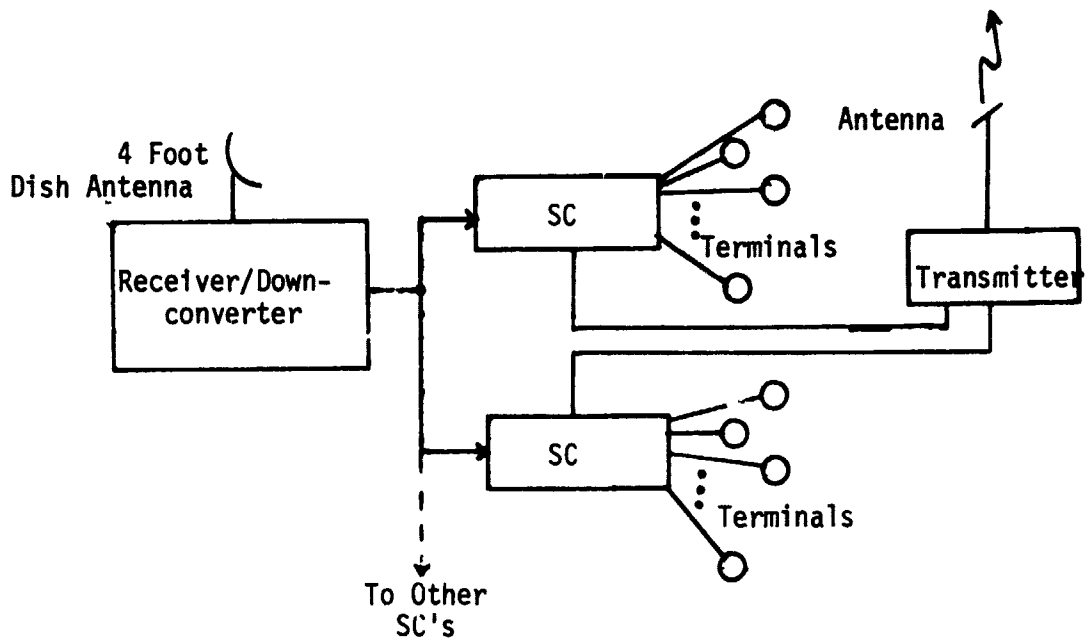 4 Foot
Dish Antenna
Receiver/Down-
converter
SC
Terminals
Antenna
Transmitter
SC
Terminals
To Other
SC's